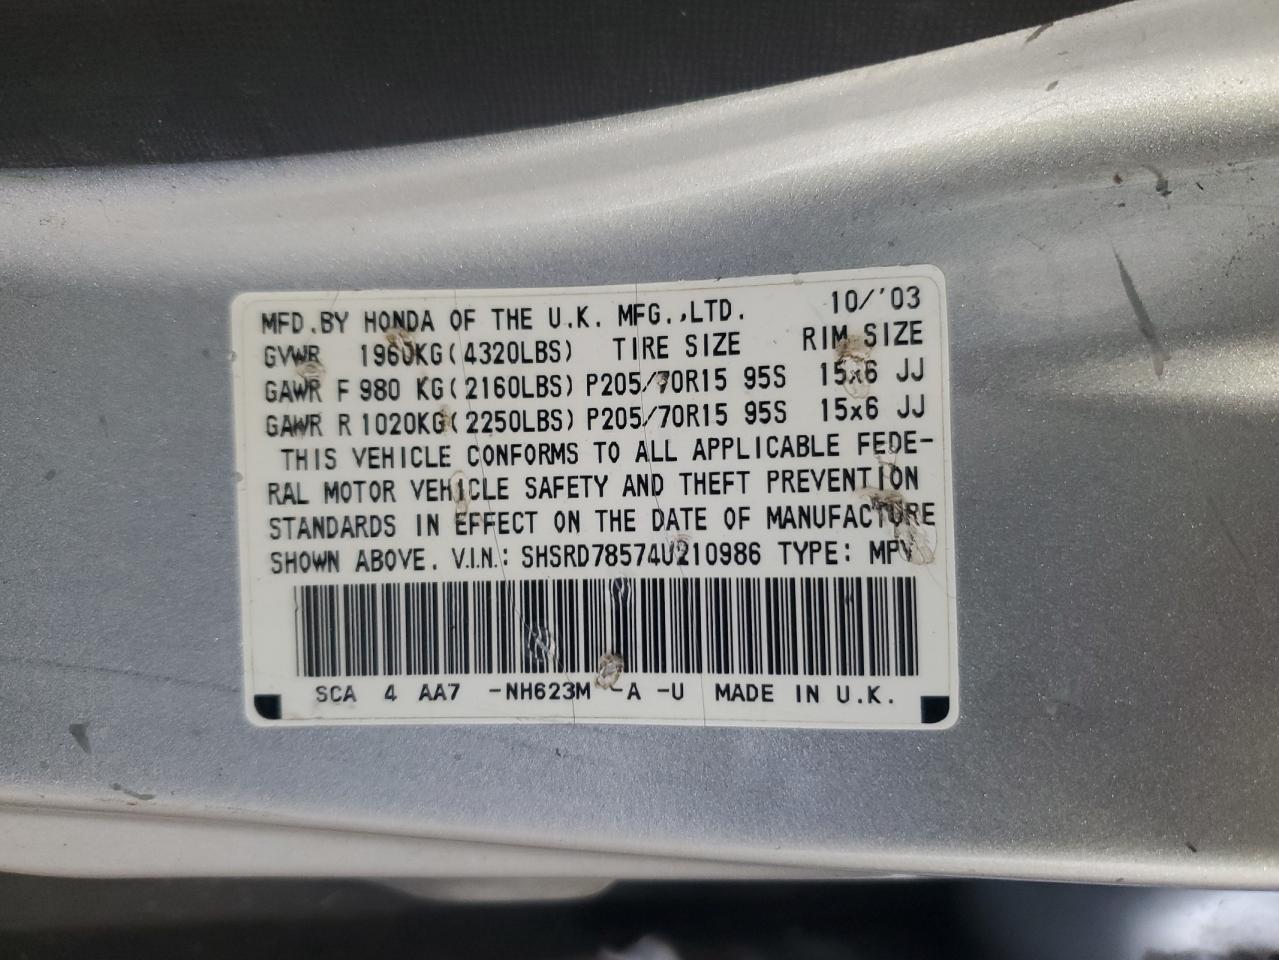 MFD.BY HONDA OF THE U.K. MFG.,LTD. 10/'03
GVWR 1960KG(4320LBS) TIRE SIZE RIM SIZE
GAWR F 980 KG(2160LBS) P205/70R15 95S 15x6 JJ
GAWR R 1020KG(2250LBS) P205/70R15 95S 15x6 JJ
THIS VEHICLE CONFORMS TO ALL APPLICABLE FEDE-
RAL MOTOR VEHICLE SAFETY AND THEFT PREVENTION
STANDARDS IN EFFECT ON THE DATE OF MANUFACTURE
SHOWN ABOVE. V.I.N.: SHSRD78574U210986 TYPE: MPV
SCA 4 AA7 -NH623M -A -U MADE IN U.K.